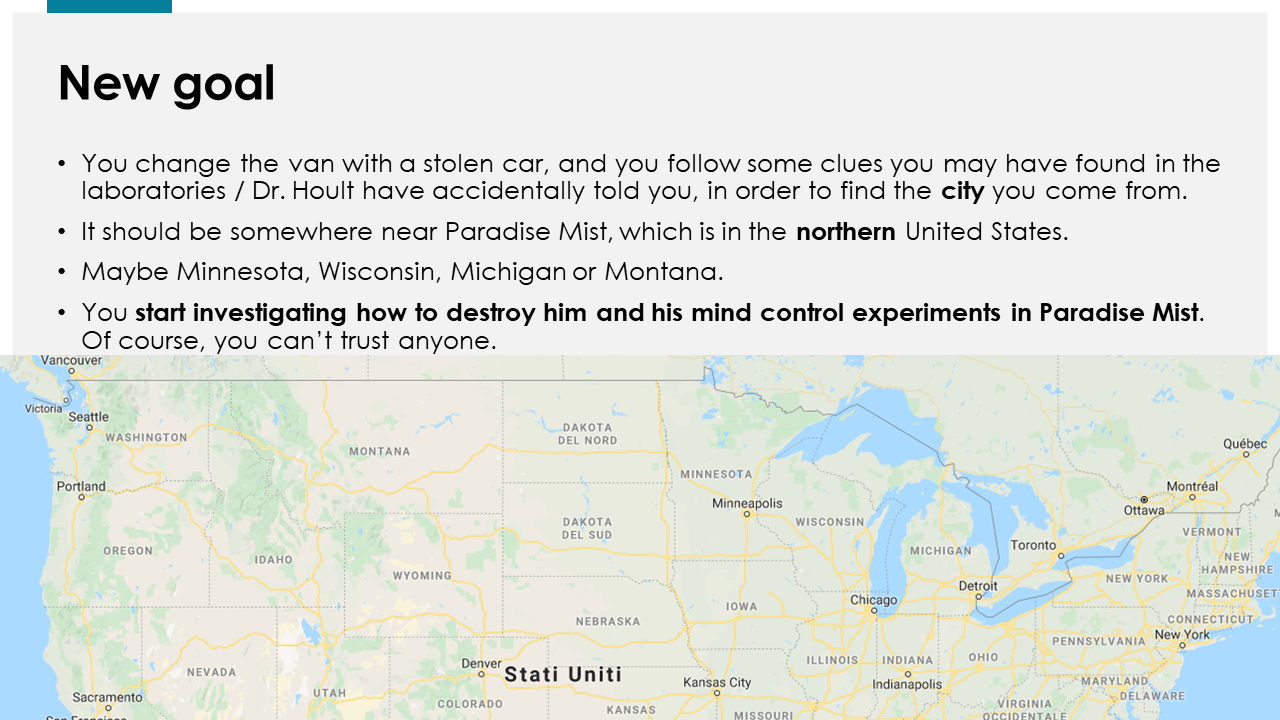 New goal
• You change the van with a stolen car, and you follow some clues you may have found in the
laboratories / Dr. Hoult have accidentally told you, in order to find the city you come from.
• It should be somewhere near Paradise Mist, which is in the northern United States.
• Maybe Minnesota, Wisconsin, Michigan or Montana.
• You start investigating how to destroy him and his mind control experiments in Paradise Mist.
Of course, you can’t trust anyone.
Vancouver
Victoria
Seattle
WASHINGTON
MONTANA
DAKOTA
DEL NORD
MINNESOTA
Québec
Portland
Minneapolis
WISCONSIN
Montréal
Ottawa
DAKOTA
DEL SUD
VERMONT
OREGON
IDAHO
MICHIGAN
Toronto
NEW
HAMPSHIRE
WYOMING
Detroit
NEW YORK
MASSACHUSET
Chicago
IOWA
NEBRASKA
CONNECTICUT
New York
PENNSYLVANIA
NEVADA
Denver
Stati Uniti
ILLINOIS
INDIANA
OHIO
UTAH
Kansas City
Indianapolis
MARYLAND
DELAWARE
Sacramento
COLORADO
KANSAS
MISSOURI
VIRGINIA
OCCIDENTALE
San Francisco